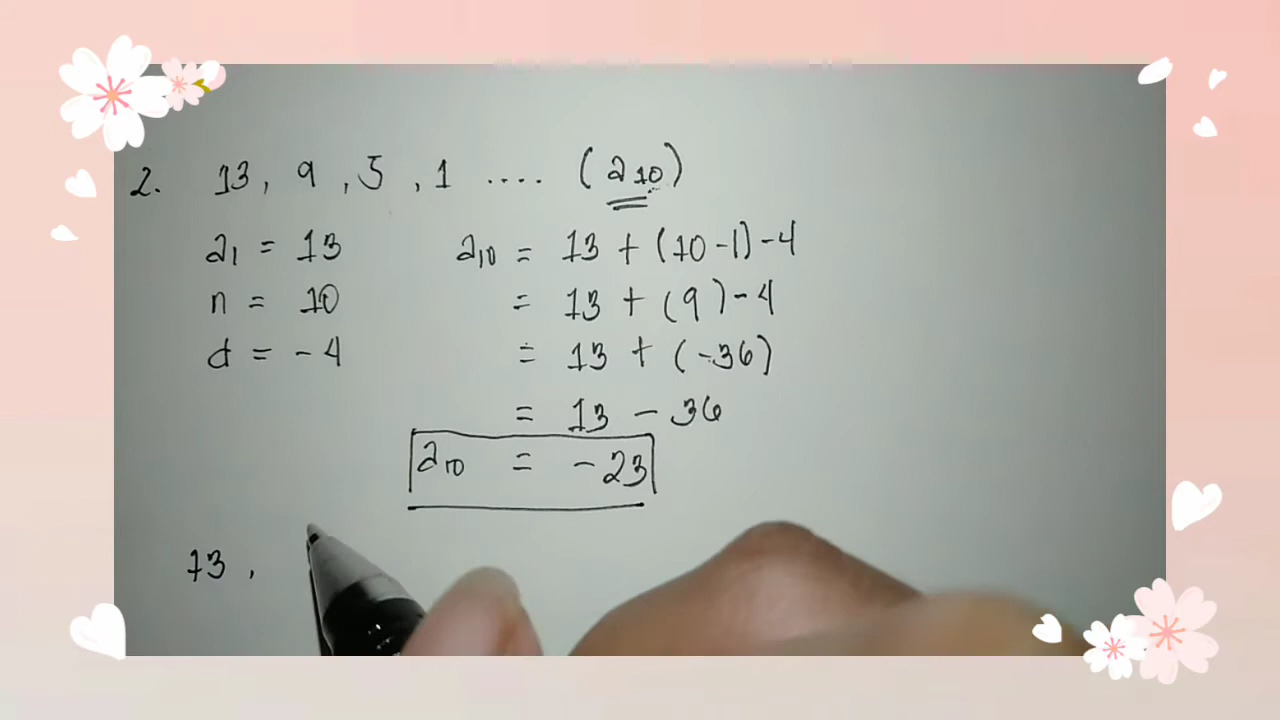 2. 13, 9, 5, 1 .... (a10)
a1 = 13
n = 10
d = -4
a10 = 13 + (10-1)-4
= 13 + (9)-4
= 13 + (-36)
= 13 - 36
a10 = -23
13,